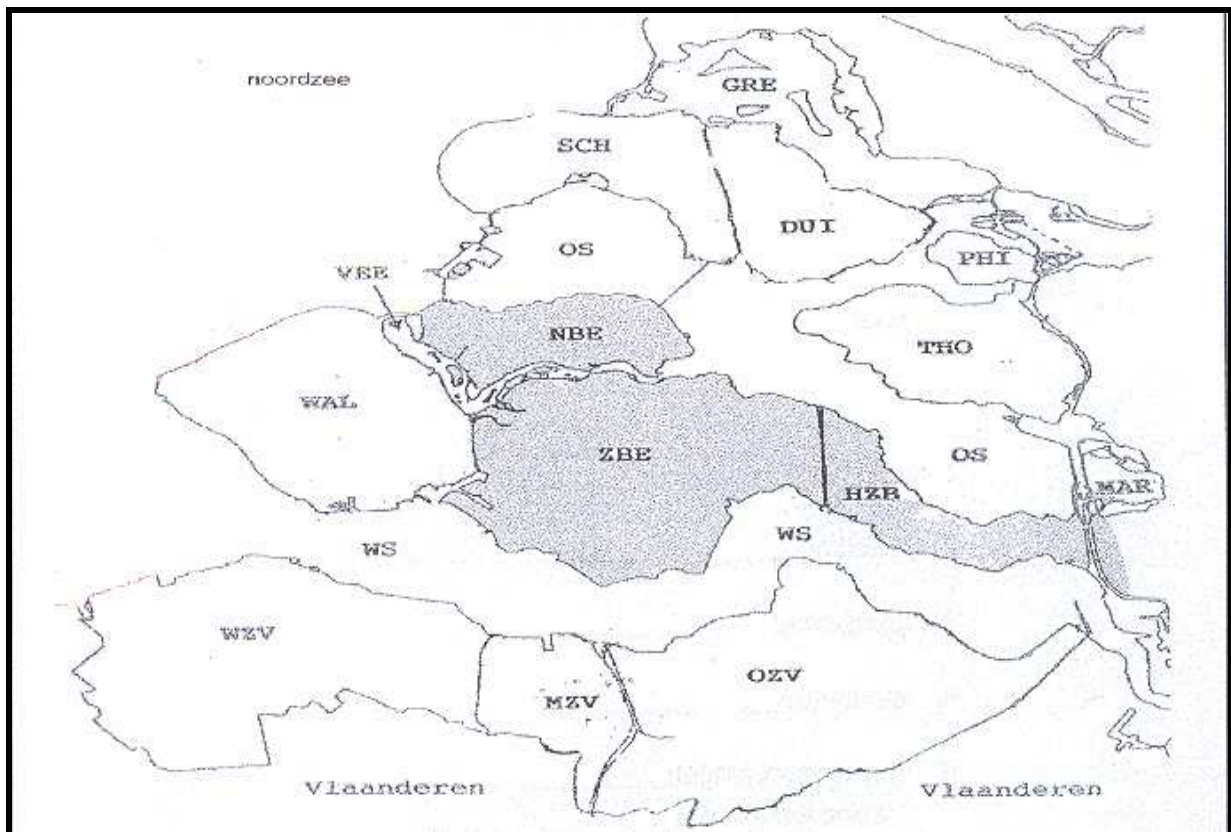 noordzee
GRE
SCH
DUI
OS
PHI
VEE
NBE
THO
WAL
ZBE
OS
HZB
MAR
WS
WS
WZV
OZV
MZV
Vlaanderen
Vlaanderen